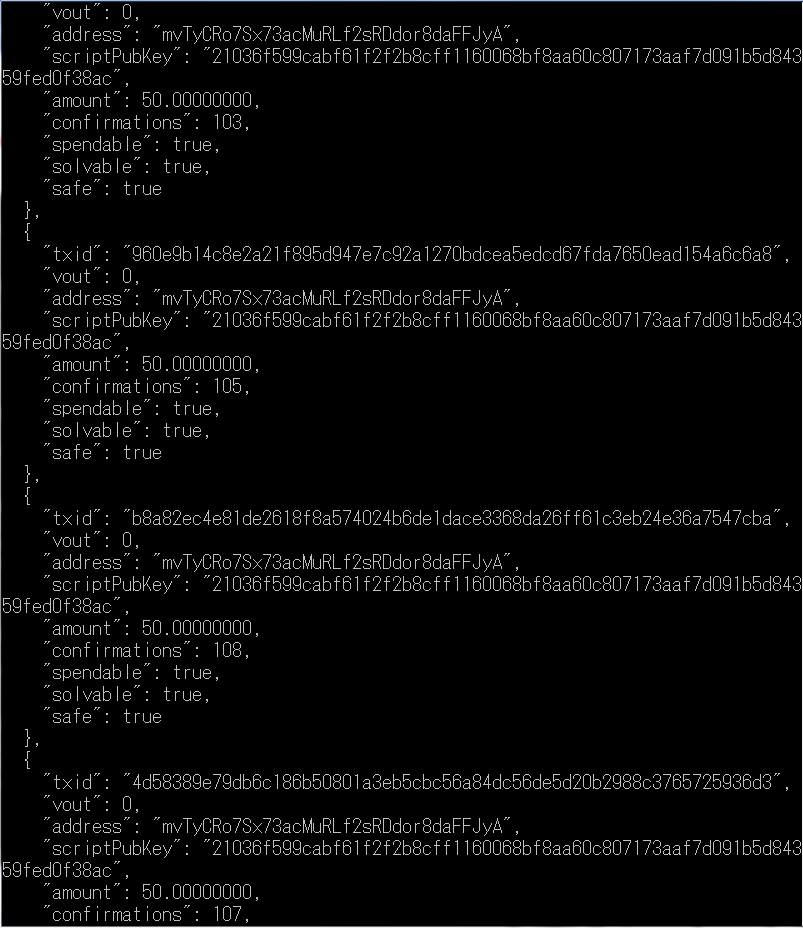 "vout": 0,
"address": "mvTyCRo7Sx73acMuRLf2sRDdor8daFFJyA",
"scriptPubKey": "21036f599cabf61f2f2b8cff1160068bf8aa60c807173aaf7d091b5d843
59fed0f38ac",
"amount": 50.00000000,
"confirmations": 103,
"spendable": true,
"solvable": true,
"safe": true
},
{
"txid": "960e9b14c8e2a21f895d947e7c92a1270bdcea5edcd67fda7650ead154a6c6a8",
"vout": 0,
"address": "mvTyCRo7Sx73acMuRLf2sRDdor8daFFJyA",
"scriptPubKey": "21036f599cabf61f2f2b8cff1160068bf8aa60c807173aaf7d091b5d843
59fed0f38ac",
"amount": 50.00000000,
"confirmations": 105,
"spendable": true,
"solvable": true,
"safe": true
},
{
"txid": "b8a82ec4e81de2618f8a574024b6de1dace3368da26ff61c3eb24e36a7547cba",
"vout": 0,
"address": "mvTyCRo7Sx73acMuRLf2sRDdor8daFFJyA",
"scriptPubKey": "21036f599cabf61f2f2b8cff1160068bf8aa60c807173aaf7d091b5d843
59fed0f38ac",
"amount": 50.00000000,
"confirmations": 108,
"spendable": true,
"solvable": true,
"safe": true
},
{
"txid": "4d58389e79db6c186b50801a3eb5cbc56a84dc56de5d20b2988c3765725936d3",
"vout": 0,
"address": "mvTyCRo7Sx73acMuRLf2sRDdor8daFFJyA",
"scriptPubKey": "21036f599cabf61f2f2b8cff1160068bf8aa60c807173aaf7d091b5d843
59fed0f38ac",
"amount": 50.00000000,
"confirmations": 107,